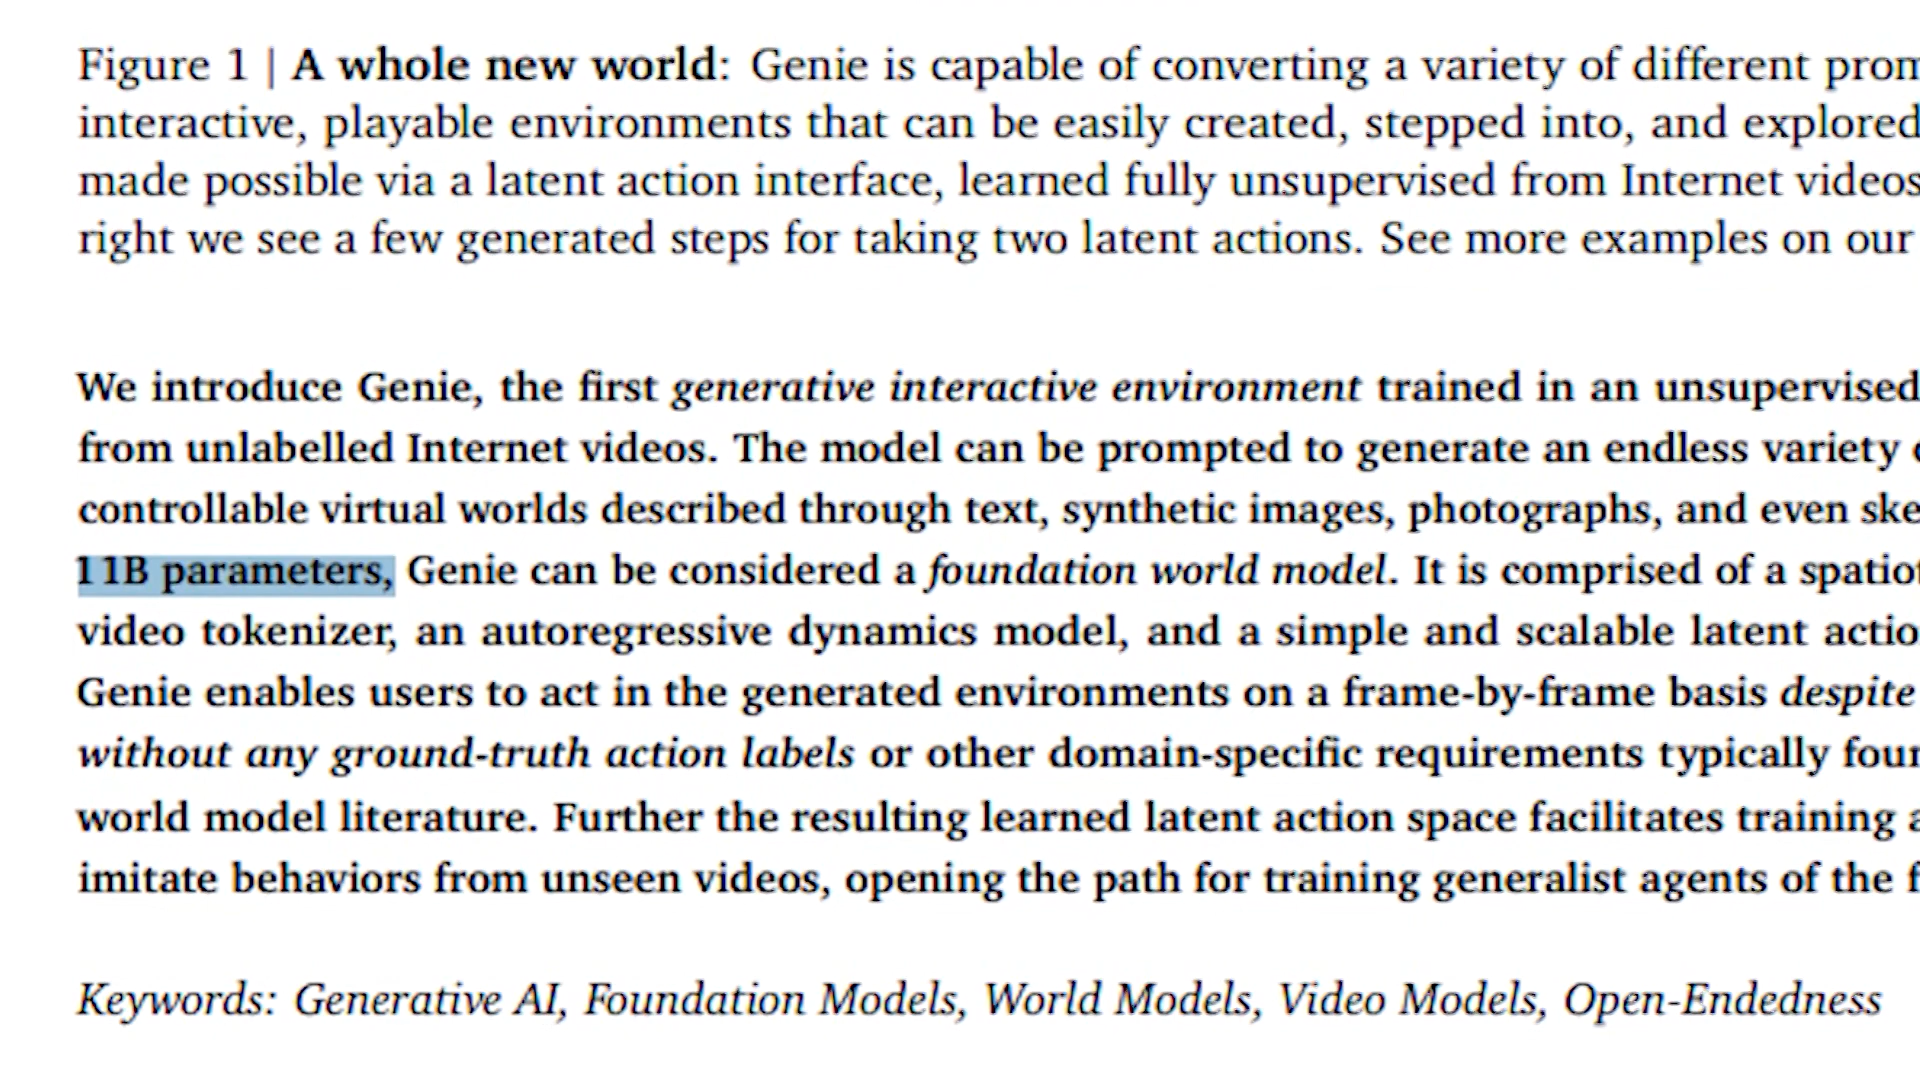 Figure 1 | A whole new world: Genie is capable of converting a variety of different prom
interactive, playable environments that can be easily created, stepped into, and explored
made possible via a latent action interface, learned fully unsupervised from Internet videos
right we see a few generated steps for taking two latent actions. See more examples on our
We introduce Genie, the first generative interactive environment trained in an unsupervised
from unlabelled Internet videos. The model can be prompted to generate an endless variety
controllable virtual worlds described through text, synthetic images, photographs, and even ske
11B parameters, Genie can be considered a foundation world model. It is comprised of a spatiot
video tokenizer, an autoregressive dynamics model, and a simple and scalable latent actio
Genie enables users to act in the generated environments on a frame-by-frame basis despite
without any ground-truth action labels or other domain-specific requirements typically foun
world model literature. Further the resulting learned latent action space facilitates training a
imitate behaviors from unseen videos, opening the path for training generalist agents of the f
Keywords: Generative AI, Foundation Models, World Models, Video Models, Open-Endedness